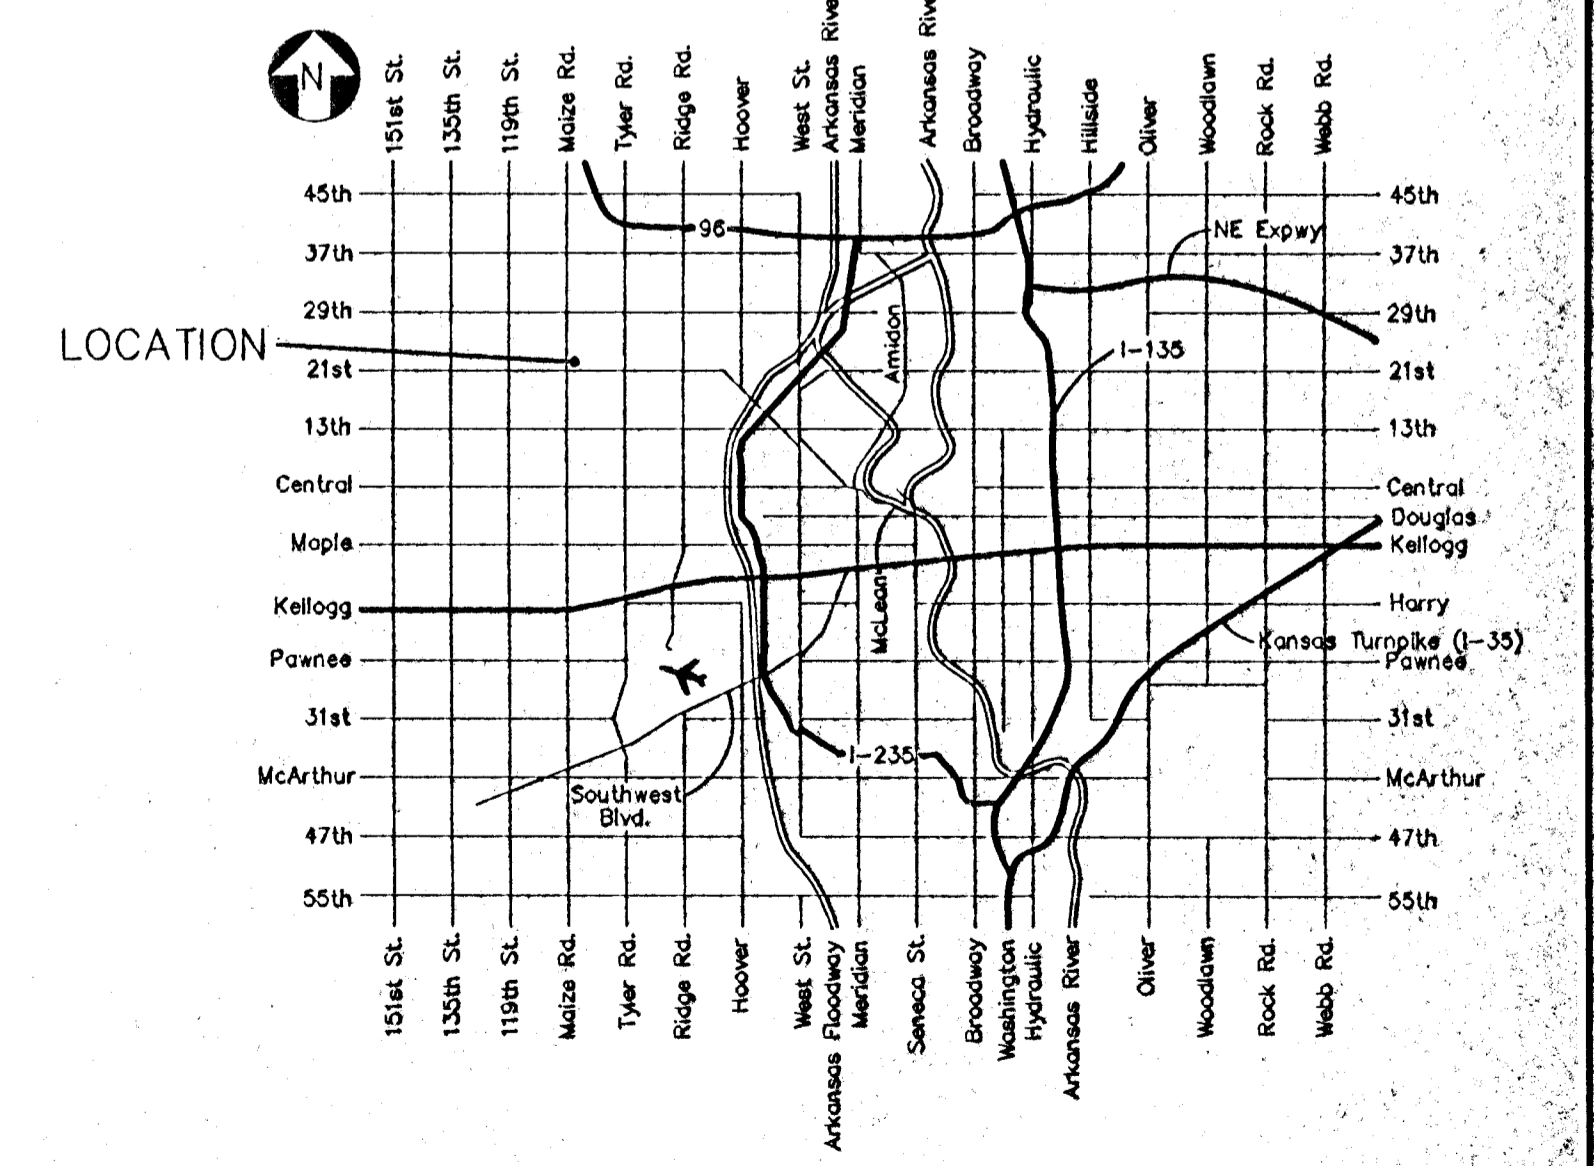 N
151st St.
135th St.
119th St.
Maize Rd.
Tyler Rd.
Ridge Rd.
Hoover
West St.
Arkansas Rive
Meridian
Arkansas Rive
Broadway
Hydraulic
Hillside
Oliver
Woodlawn
Rock Rd.
Webb Rd.
45th
45th
96
NE Expwy
37th
37th
29th
29th
LOCATION
Amidon
I-135
21st
21st
13th
13th
Central
Central
Douglas
Maple
Kellogg
McLean
Kellogg
Harry
Kansas Turnpike (I-35)
Pawnee
Pawnee
31st
31st
I-235
McArthur
McArthur
Southwest
Blvd.
47th
47th
55th
55th
151st St.
135th St.
119th St.
Maize Rd.
Tyler Rd.
Ridge Rd.
Hoover
West St.
Arkansas Floodway
Meridian
Seneca St.
Broadway
Washington
Hydraulic
Arkansas River
Oliver
Woodlawn
Rock Rd.
Webb Rd.